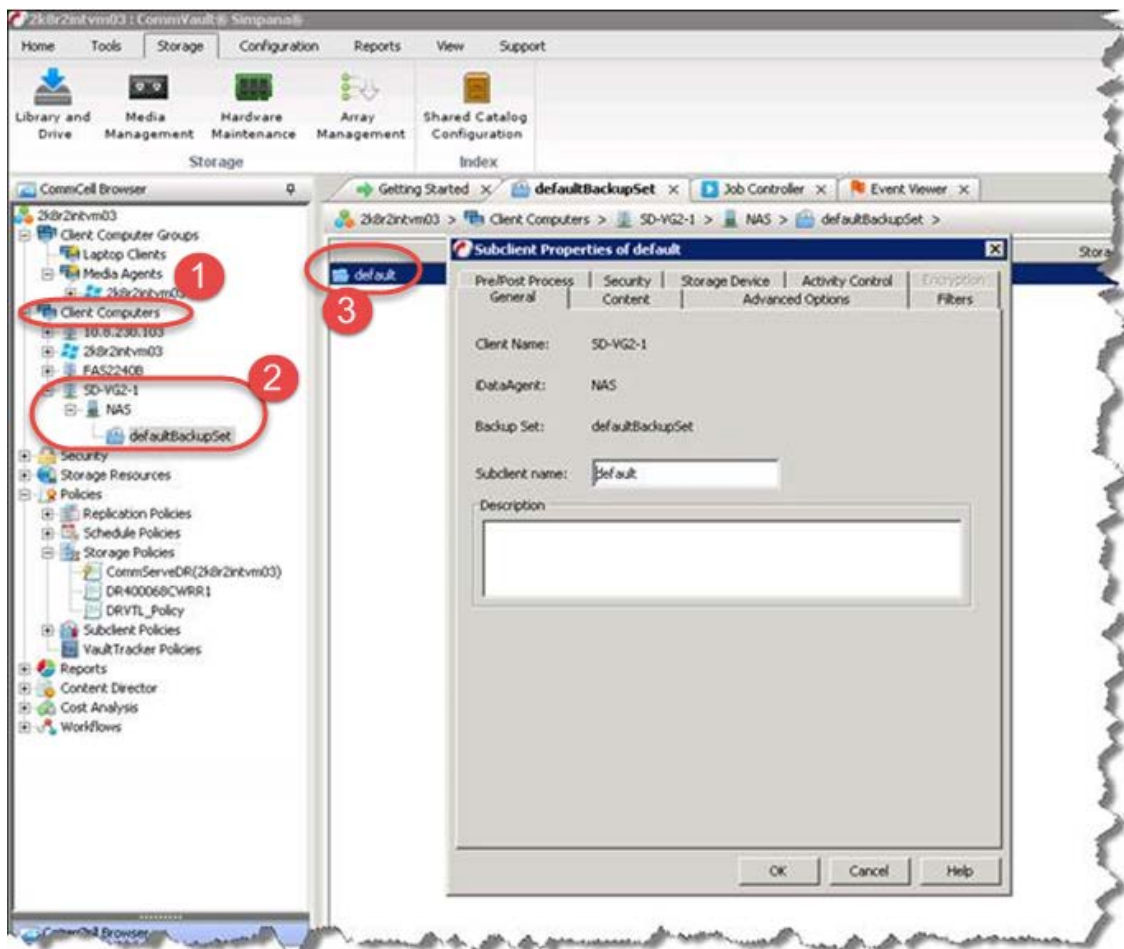 2k8r2intvm03 : CommVault® Simpana®
Home Tools Storage Configuration Reports View Support
Library and Drive
Media Management
Hardware Maintenance
Array Management
Shared Catalog Configuration
Storage
Index
CommCell Browser
Getting Started
defaultBackupSet
Job Controller
Event Viewer
2k8r2intvm03 > Client Computers > SD-VG2-1 > NAS > defaultBackupSet >
2k8r2intvm03
Client Computer Groups
Laptop Clients
Media Agents
2k8r2intvm03
1
Client Computers
10.8.230.103
2k8r2intvm03
FAS2240B
2
SD-VG2-1
NAS
defaultBackupSet
Security
Storage Resources
Policies
Replication Policies
Schedule Policies
Storage Policies
CommServeDR(2k8r2intvm03)
DR400068CWRR1
DRVTL_Policy
Subclient Policies
VaultTracker Policies
Reports
Content Director
Cost Analysis
Workflows
CommCell Browser
default
3
Stora
Subclient Properties of default
Pre/Post Process Security Storage Device Activity Control Encryption
General Content Advanced Options Filters
Client Name: SD-VG2-1
iDataAgent: NAS
Backup Set: defaultBackupSet
Subclient name: default
Description
OK Cancel Help